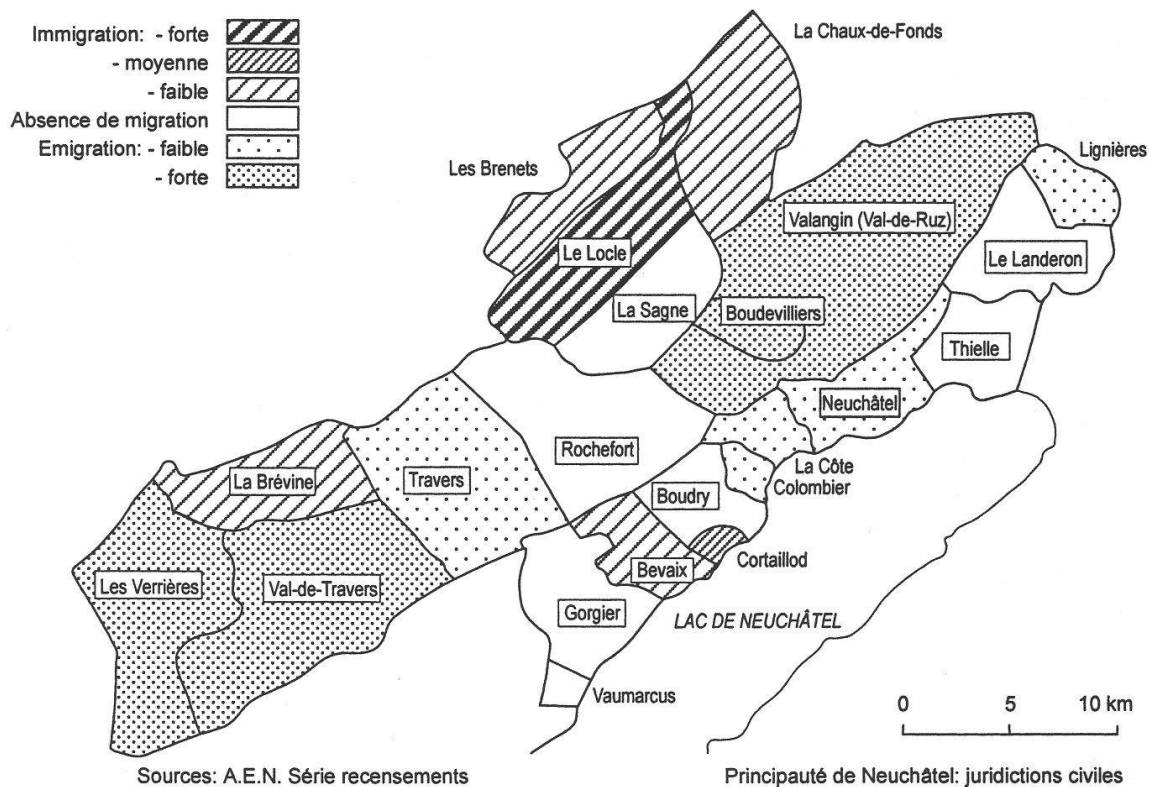 Immigration: - forte
- moyenne
- faible
Absence de migration
Emigration: - faible
- forte
La Chaux-de-Fonds
Les Brenets
Lignières
Valangin (Val-de-Ruz)
Le Locle
Le Landeron
La Sagne
Boudevilliers
Thielle
Neuchâtel
Rochefort
La Côte
La Brévine
Travers
Colombier
Boudry
Cortaillod
Les Verrières
Val-de-Travers
Bevaix
Gorgier
LAC DE NEUCHÂTEL
Vaumarcus
0 5 10 km
Sources: A.E.N. Série recensements
Principauté de Neuchâtel: juridictions civiles